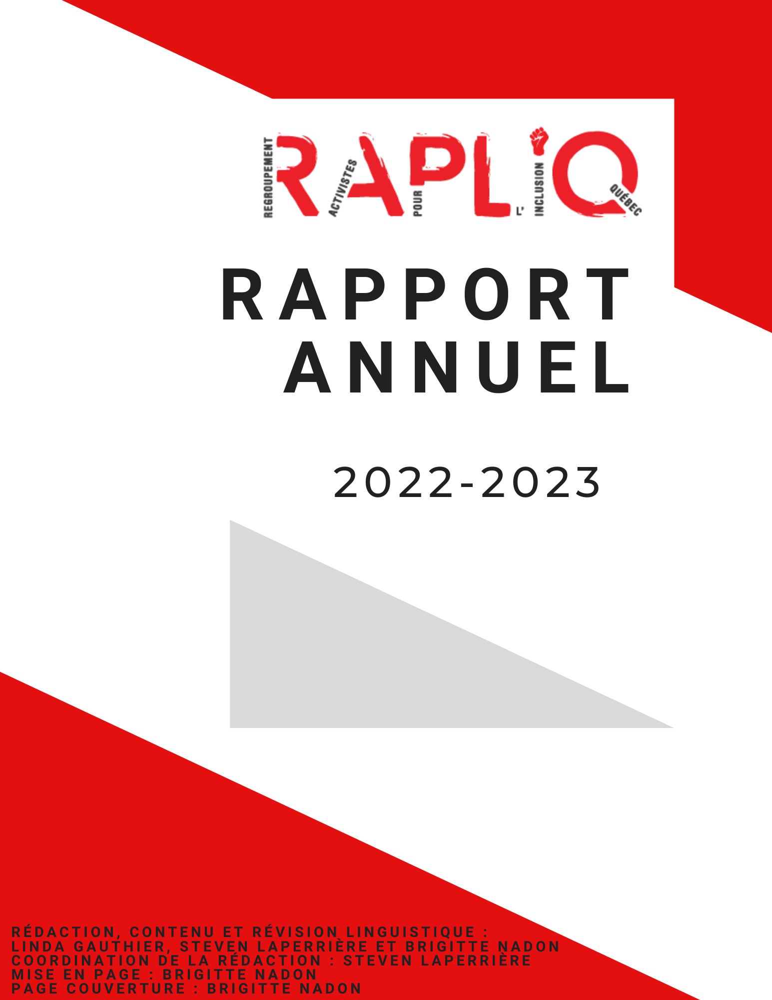 RAPLIQ
REGROUPEMENT
ACTIVISTES
POUR
L'
INCLUSION
QUÉBEC
RAPPORT
ANNUEL
2022-2023
RÉDACTION, CONTENU ET RÉVISION LINGUISTIQUE :
LINDA GAUTHIER, STEVEN LAPERRIÈRE ET BRIGITTE NADON
COORDINATION DE LA RÉDACTION : STEVEN LAPERRIÈRE
MISE EN PAGE : BRIGITTE NADON
PAGE COUVERTURE : BRIGITTE NADON